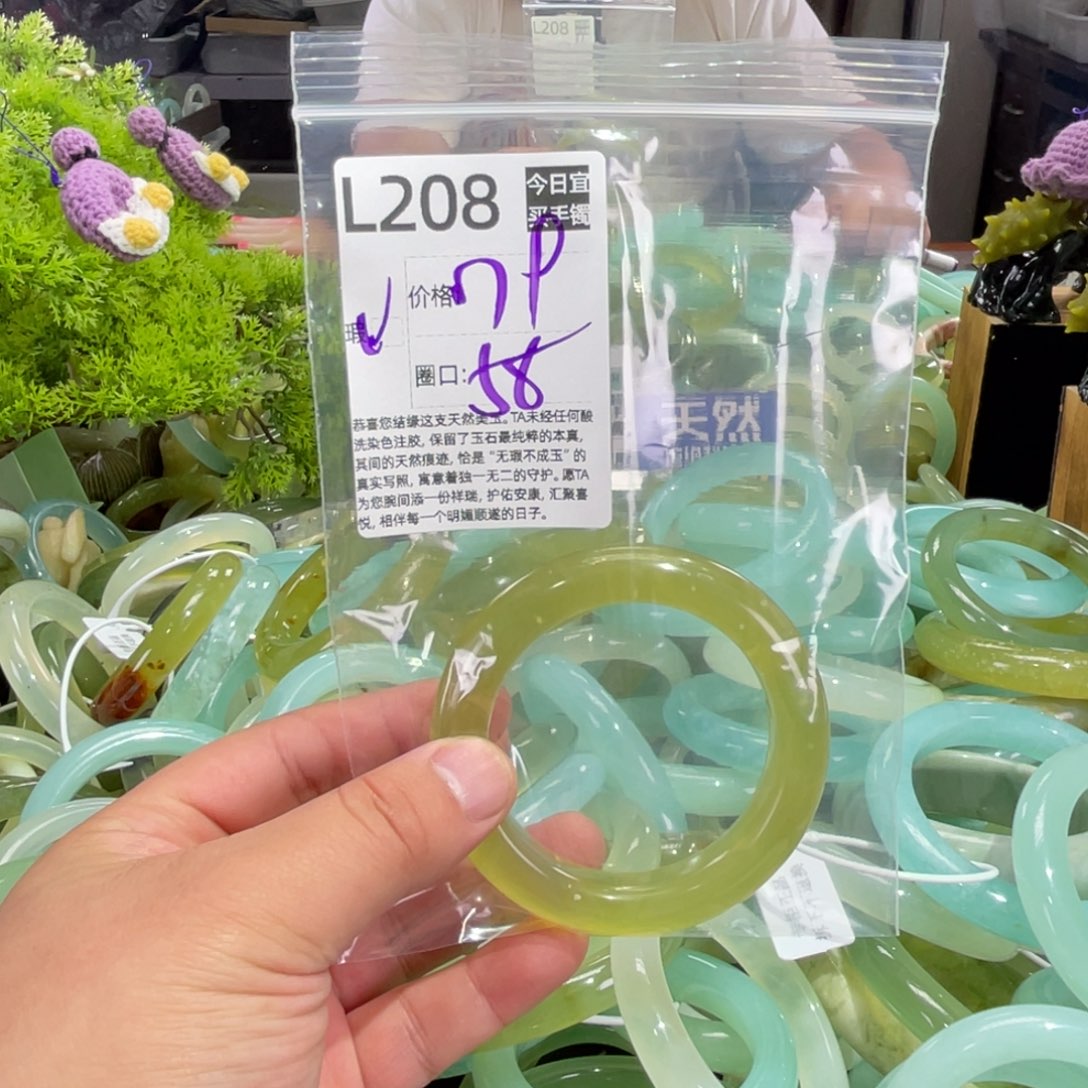 L208
L208
今日宜
买手镯
价格
瑕
圈口:58
恭喜您结缘这支天然美玉。TA未经任何酸
洗染色注胶, 保留了玉石最纯粹的本真,
其间的天然痕迹, 恰是“无瑕不成玉”的
真实写照, 寓意着独一无二的守护。愿TA
为您腕间添一份祥瑞, 护佑安康, 汇聚喜
悦, 相伴每一个明媚顺遂的日子。
天然